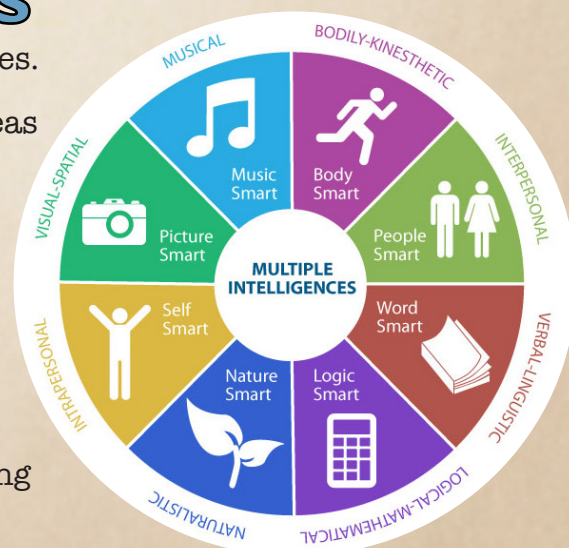 s
es.
eas
ng
MUSICAL
BODILY-KINESTHETIC
INTERPERSONAL
VERBAL-LINGUISTIC
LOGICAL-MATHEMATICAL
NATURALISTIC
INTRAPERSONAL
VISUAL-SPATIAL
Music
Smart
Body
Smart
People
Smart
Word
Smart
Logic
Smart
Nature
Smart
Self
Smart
Picture
Smart
MULTIPLE
INTELLIGENCES